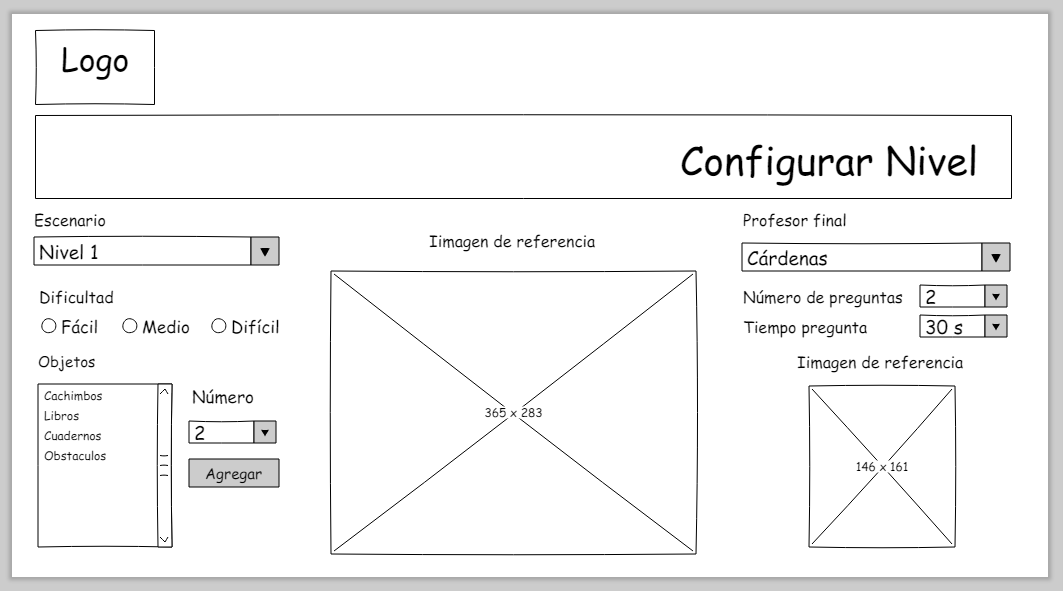 Logo
Configurar Nivel
Escenario
Nivel 1
Dificultad
Fácil Medio Difícil
Objetos
Cachimbos
Libros
Cuadernos
Obstaculos
Número
2
Agregar
Iimagen de referencia
365 x 283
Profesor final
Cárdenas
Número de preguntas 2
Tiempo pregunta 30 s
Iimagen de referencia
146 x 161